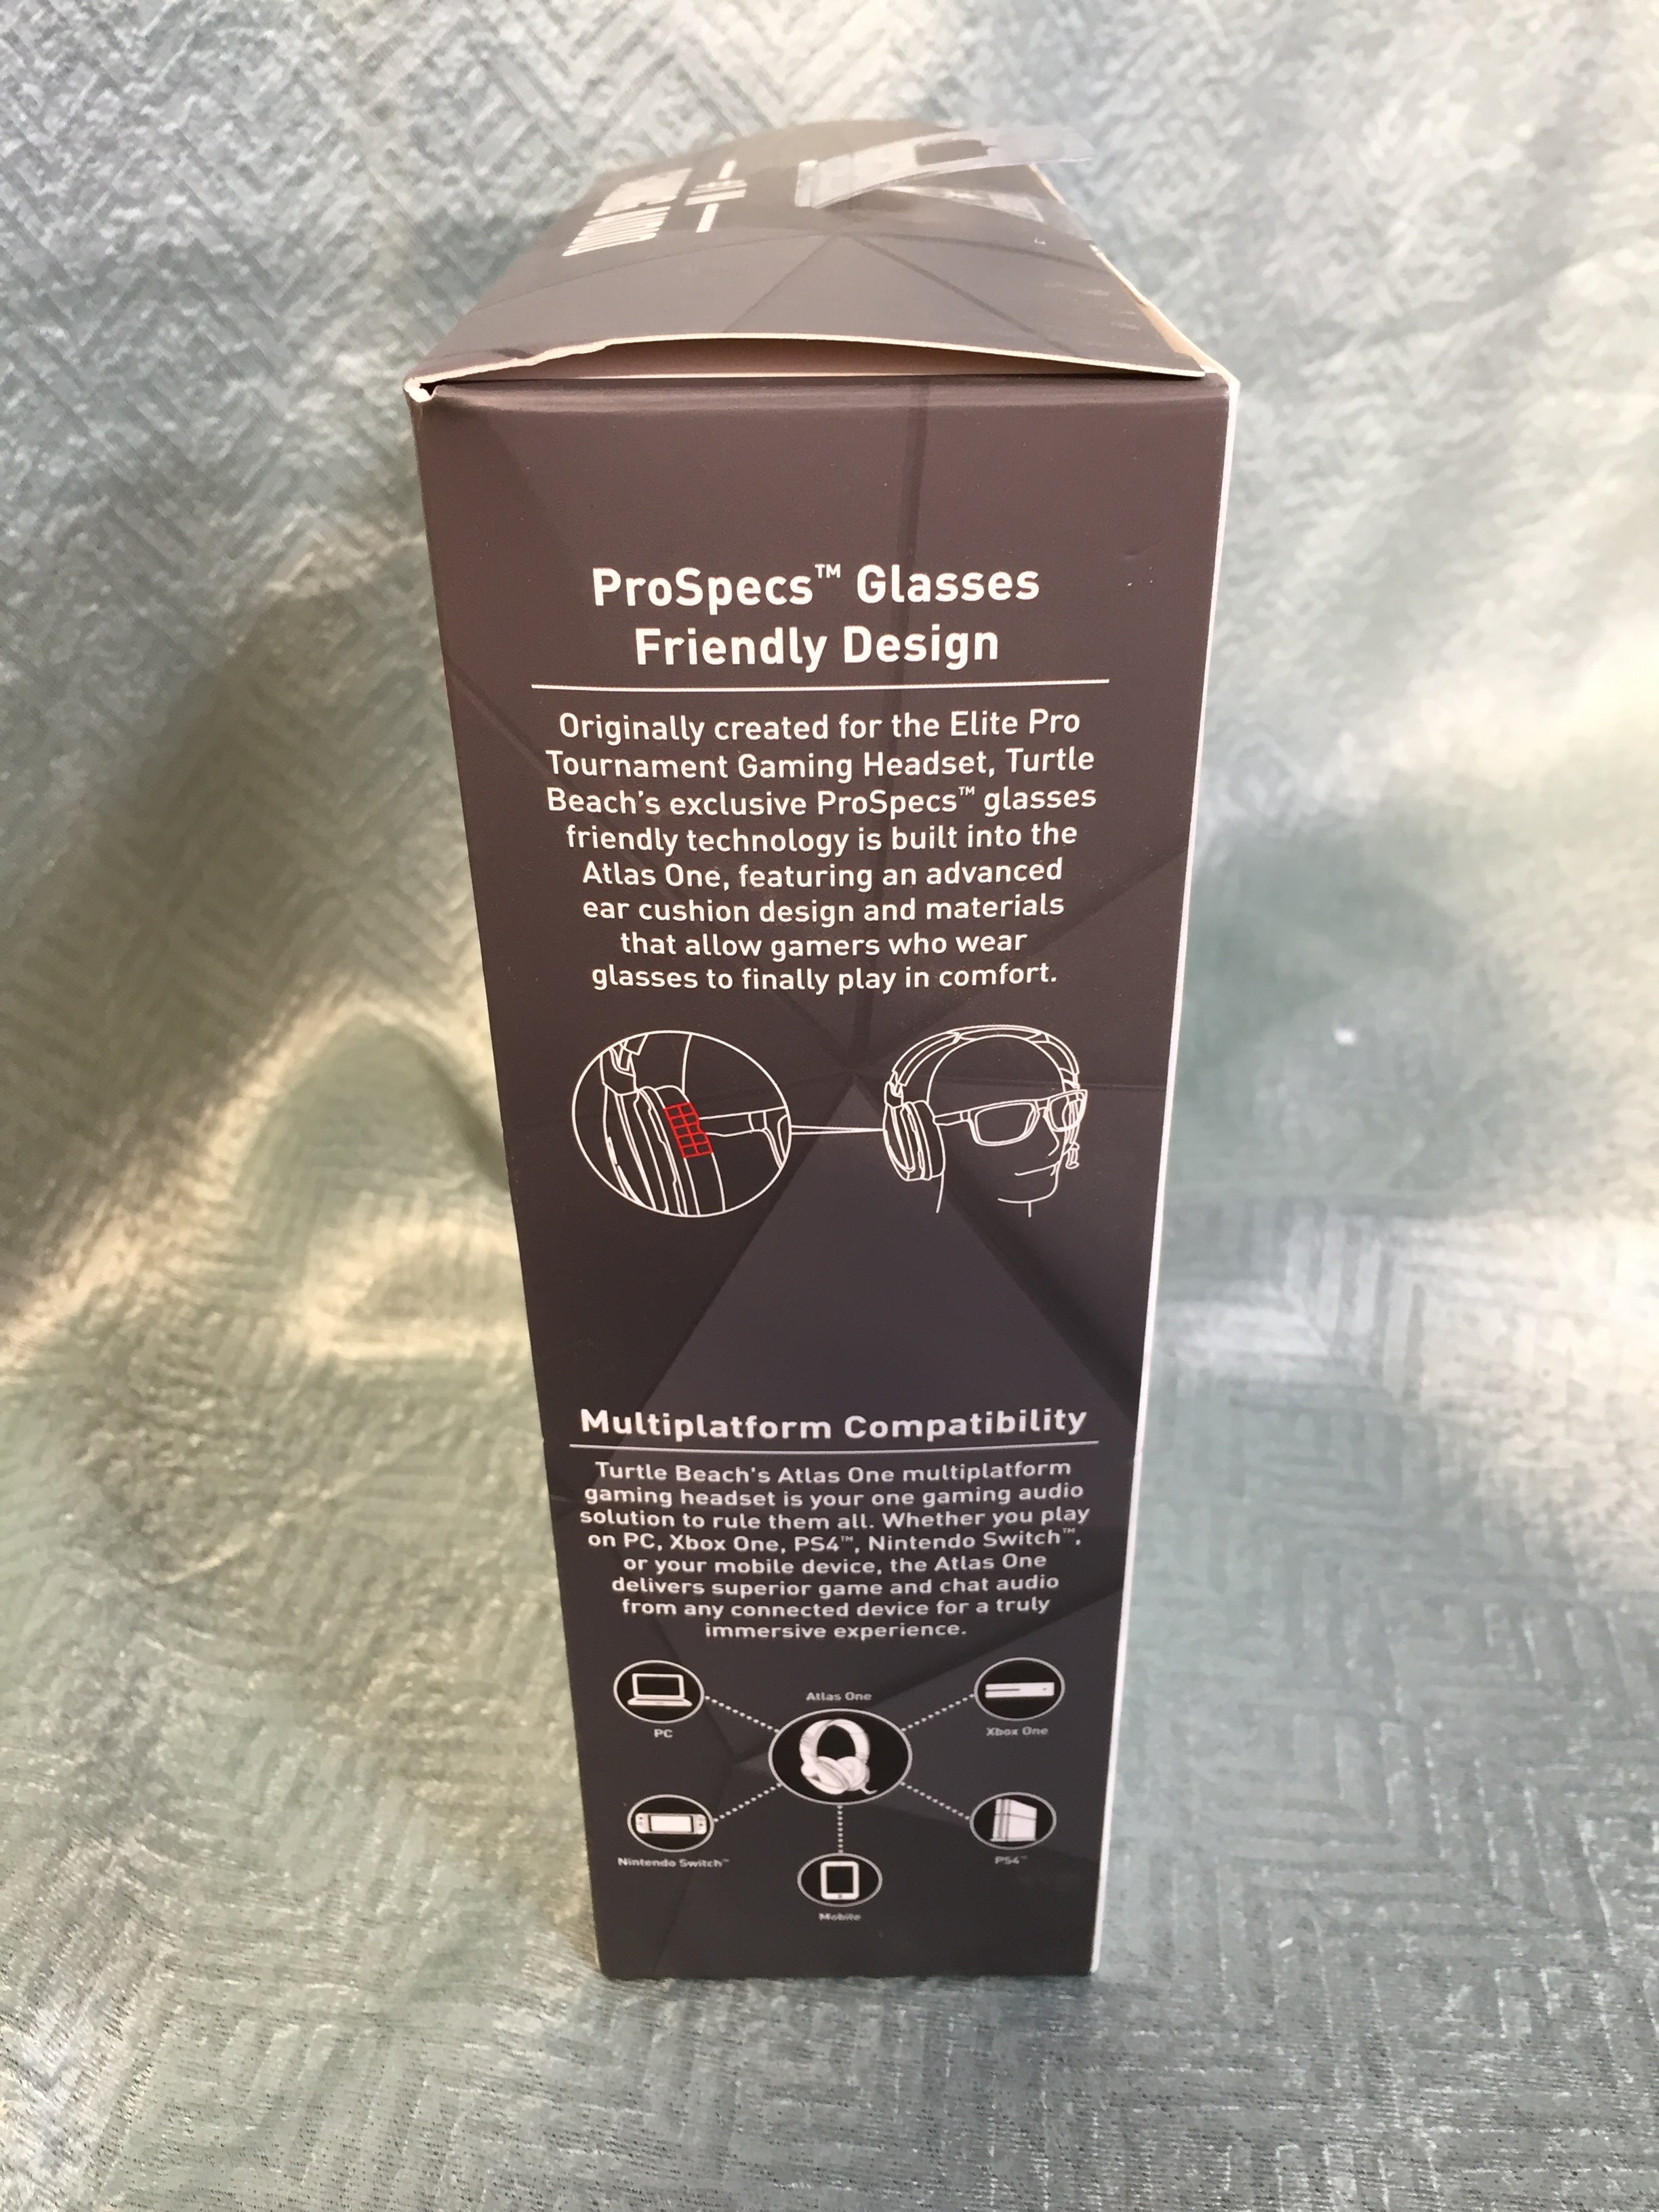 ProSpecs™ Glasses
Friendly Design
Originally created for the Elite Pro
Tournament Gaming Headset, Turtle
Beach's exclusive ProSpecs™ glasses
friendly technology is built into the
Atlas One, featuring an advanced
ear cushion design and materials
that allow gamers who wear
glasses to finally play in comfort.
Multiplatform Compatibility
Turtle Beach's Atlas One multiplatform
gaming headset is your one gaming audio
solution to rule them all. Whether you play
on PC, Xbox One, PS4™, Nintendo Switch™,
or your mobile device, the Atlas One
delivers superior game and chat audio
from any connected device for a truly
immersive experience.
Atlas One
PC
Xbox One
Nintendo Switch™
PS4™
Mobile